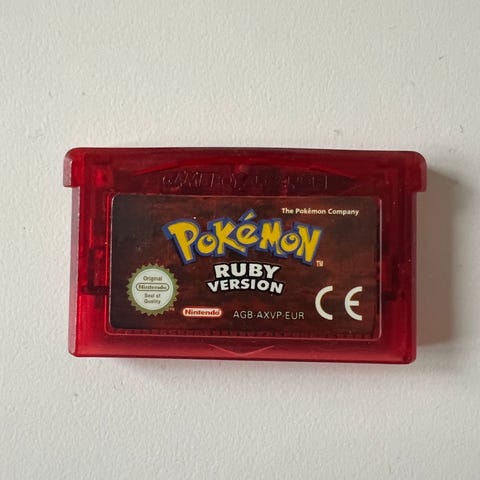 GAME BOY ADVANCE
The Pokémon Company
POKéMON
TM
RUBY
VERSION
Original
Nintendo
Seal of
Quality
Nintendo
AGB-AXVP-EUR
CE